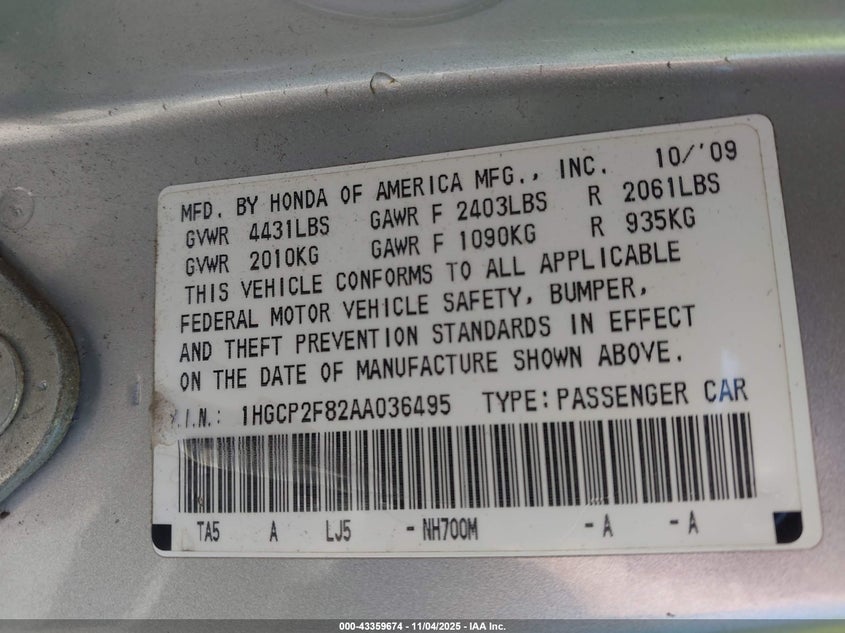 MFD. BY HONDA OF AMERICA MFG., INC. 10/'09
GVWR 4431LBS GAWR F 2403LBS R 2061LBS
GVWR 2010KG GAWR F 1090KG R 935KG
THIS VEHICLE CONFORMS TO ALL APPLICABLE
FEDERAL MOTOR VEHICLE SAFETY, BUMPER,
AND THEFT PREVENTION STANDARDS IN EFFECT
ON THE DATE OF MANUFACTURE SHOWN ABOVE.
V.I.N.: 1HGCP2F82AA036495 TYPE: PASSENGER CAR
TA5 A LJ5 - NH700M - A - A
000-43359674 - 11/04/2025 - IAA Inc.